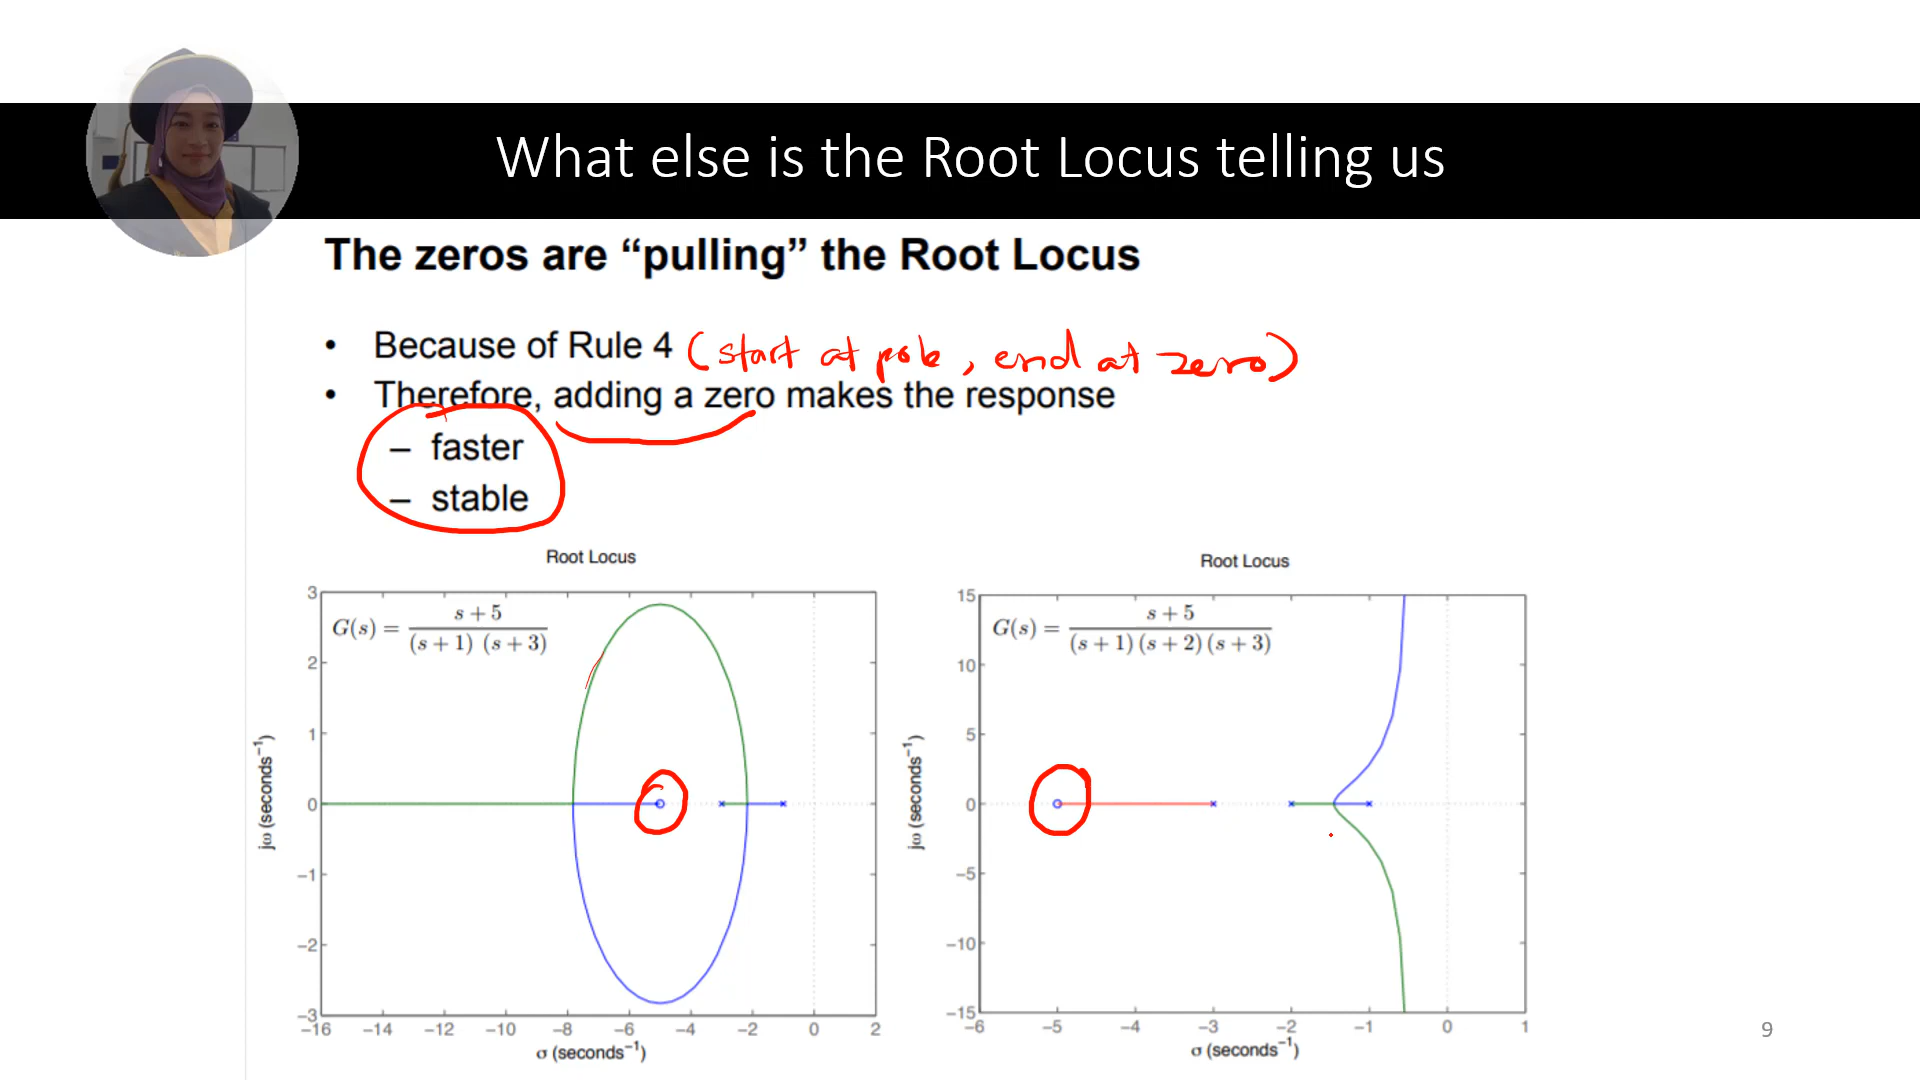 What else is the Root Locus telling us
The zeros are “pulling” the Root Locus
• Because of Rule 4 (start at pole, end at zero)
• Therefore, adding a zero makes the response
– faster
– stable
Root Locus
G(s) = s + 5 / (s + 1) (s + 3)
3
2
1
0
−1
−2
−3
−16 −14 −12 −10 −8 −6 −4 −2 0 2
jω (seconds⁻¹)
σ (seconds⁻¹)
Root Locus
G(s) = s + 5 / (s + 1) (s + 2) (s + 3)
15
10
5
0
−5
−10
−15
−6 −5 −4 −3 −2 −1 0 1
jω (seconds⁻¹)
σ (seconds⁻¹)
9